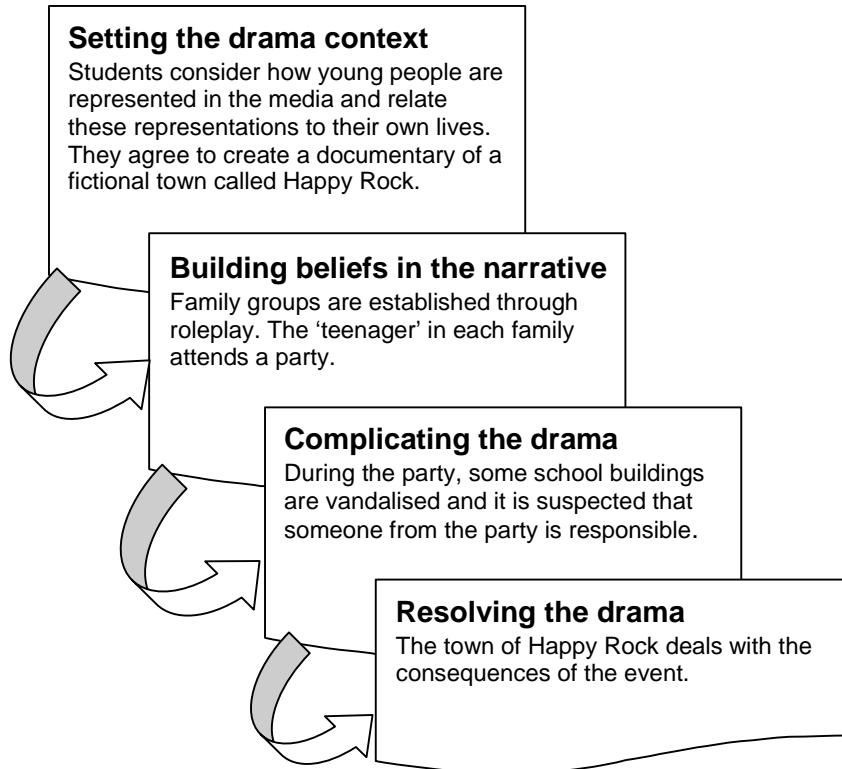 Setting the drama context
Students consider how young people are
represented in the media and relate
these representations to their own lives.
They agree to create a documentary of a
fictional town called Happy Rock.
Building beliefs in the narrative
Family groups are established through
roleplay. The ‘teenager’ in each family
attends a party.
Complicating the drama
During the party, some school buildings
are vandalised and it is suspected that
someone from the party is responsible.
Resolving the drama
The town of Happy Rock deals with the
consequences of the event.